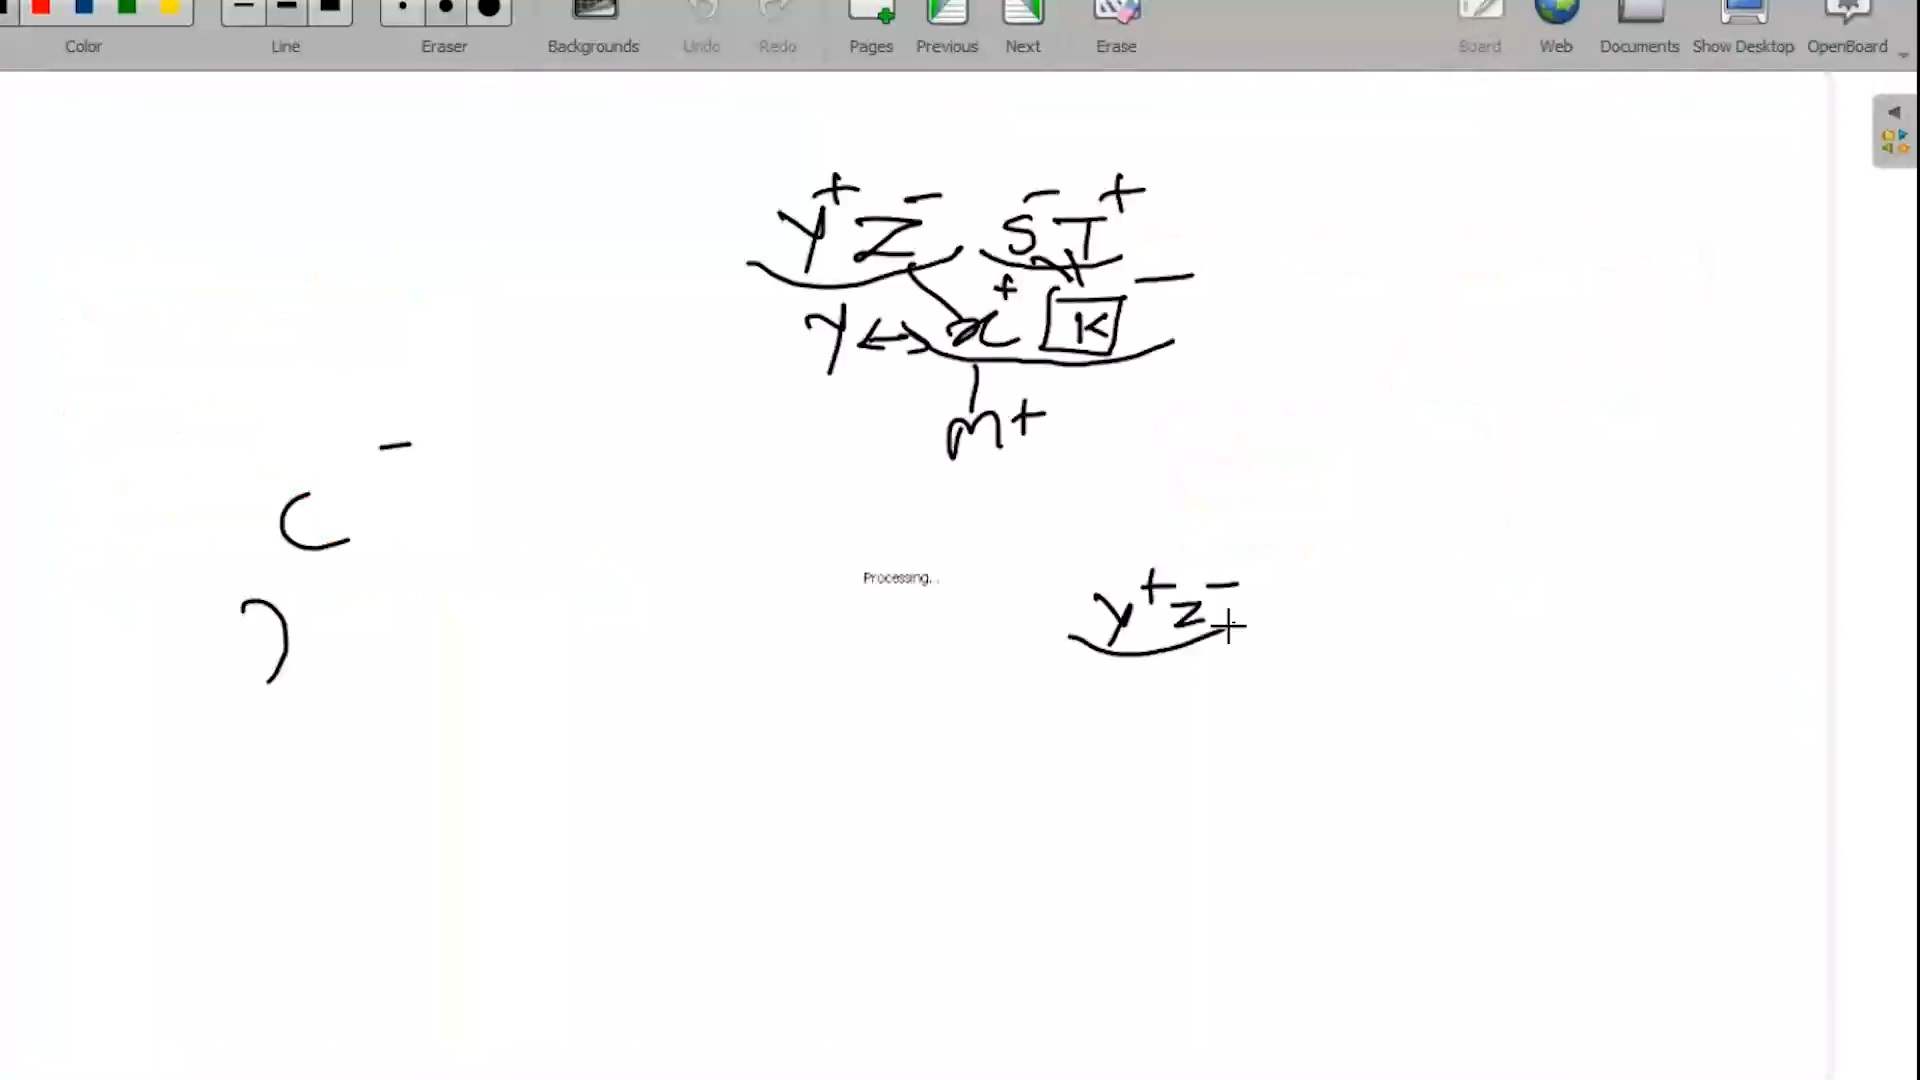 Color Line Eraser Backgrounds Undo Redo Pages Previous Next Erase Board Web Documents Show Desktop OpenBoard
Y+ Z- S- T+
y ↔ x+ K -
m+
-
C
Processing...
y+ z-